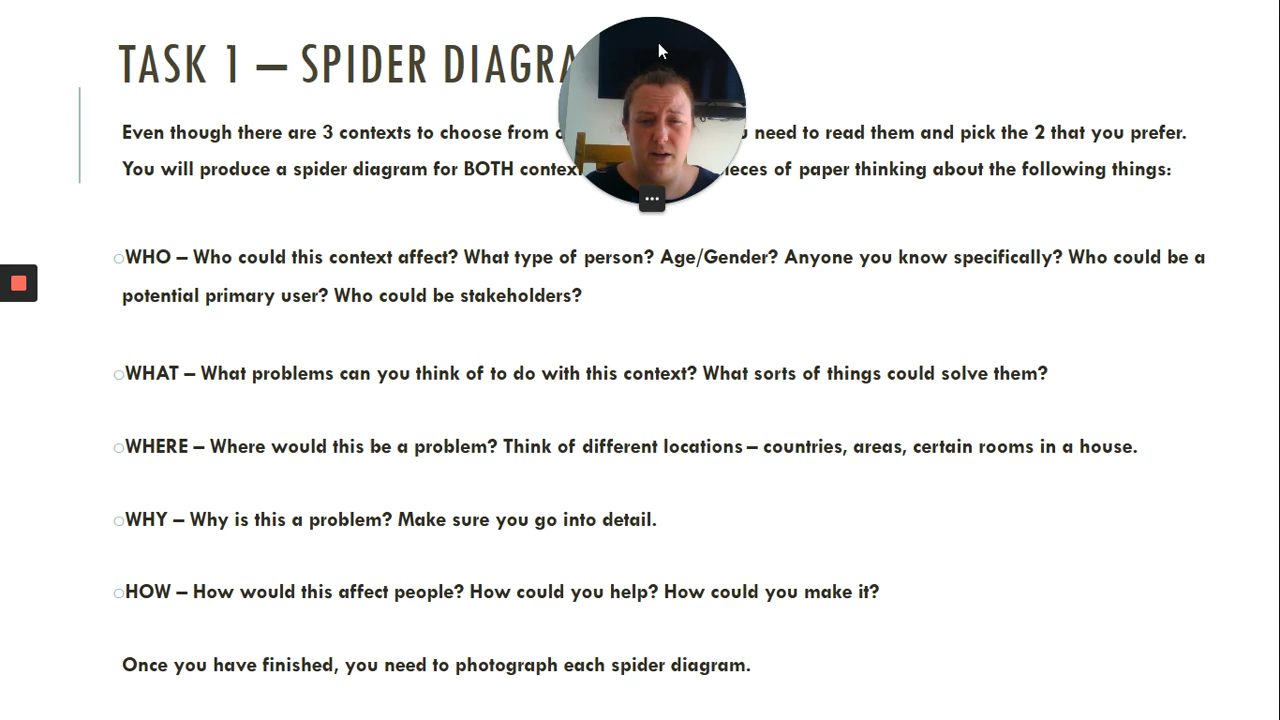 TASK 1 – SPIDER DIAGRA
Even though there are 3 contexts to choose from need to read them and pick the 2 that you prefer.
You will produce a spider diagram for BOTH of paper thinking about the following things:
WHO – Who could this context affect? What type of person? Age/Gender? Anyone you know specifically? Who could be a
potential primary user? Who could be stakeholders?
WHAT – What problems can you think of to do with this context? What sorts of things could solve them?
WHERE – Where would this be a problem? Think of different locations – countries, areas, certain rooms in a house.
WHY – Why is this a problem? Make sure you go into detail.
HOW – How would this affect people? How could you help? How could you make it?
Once you have finished, you need to photograph each spider diagram.